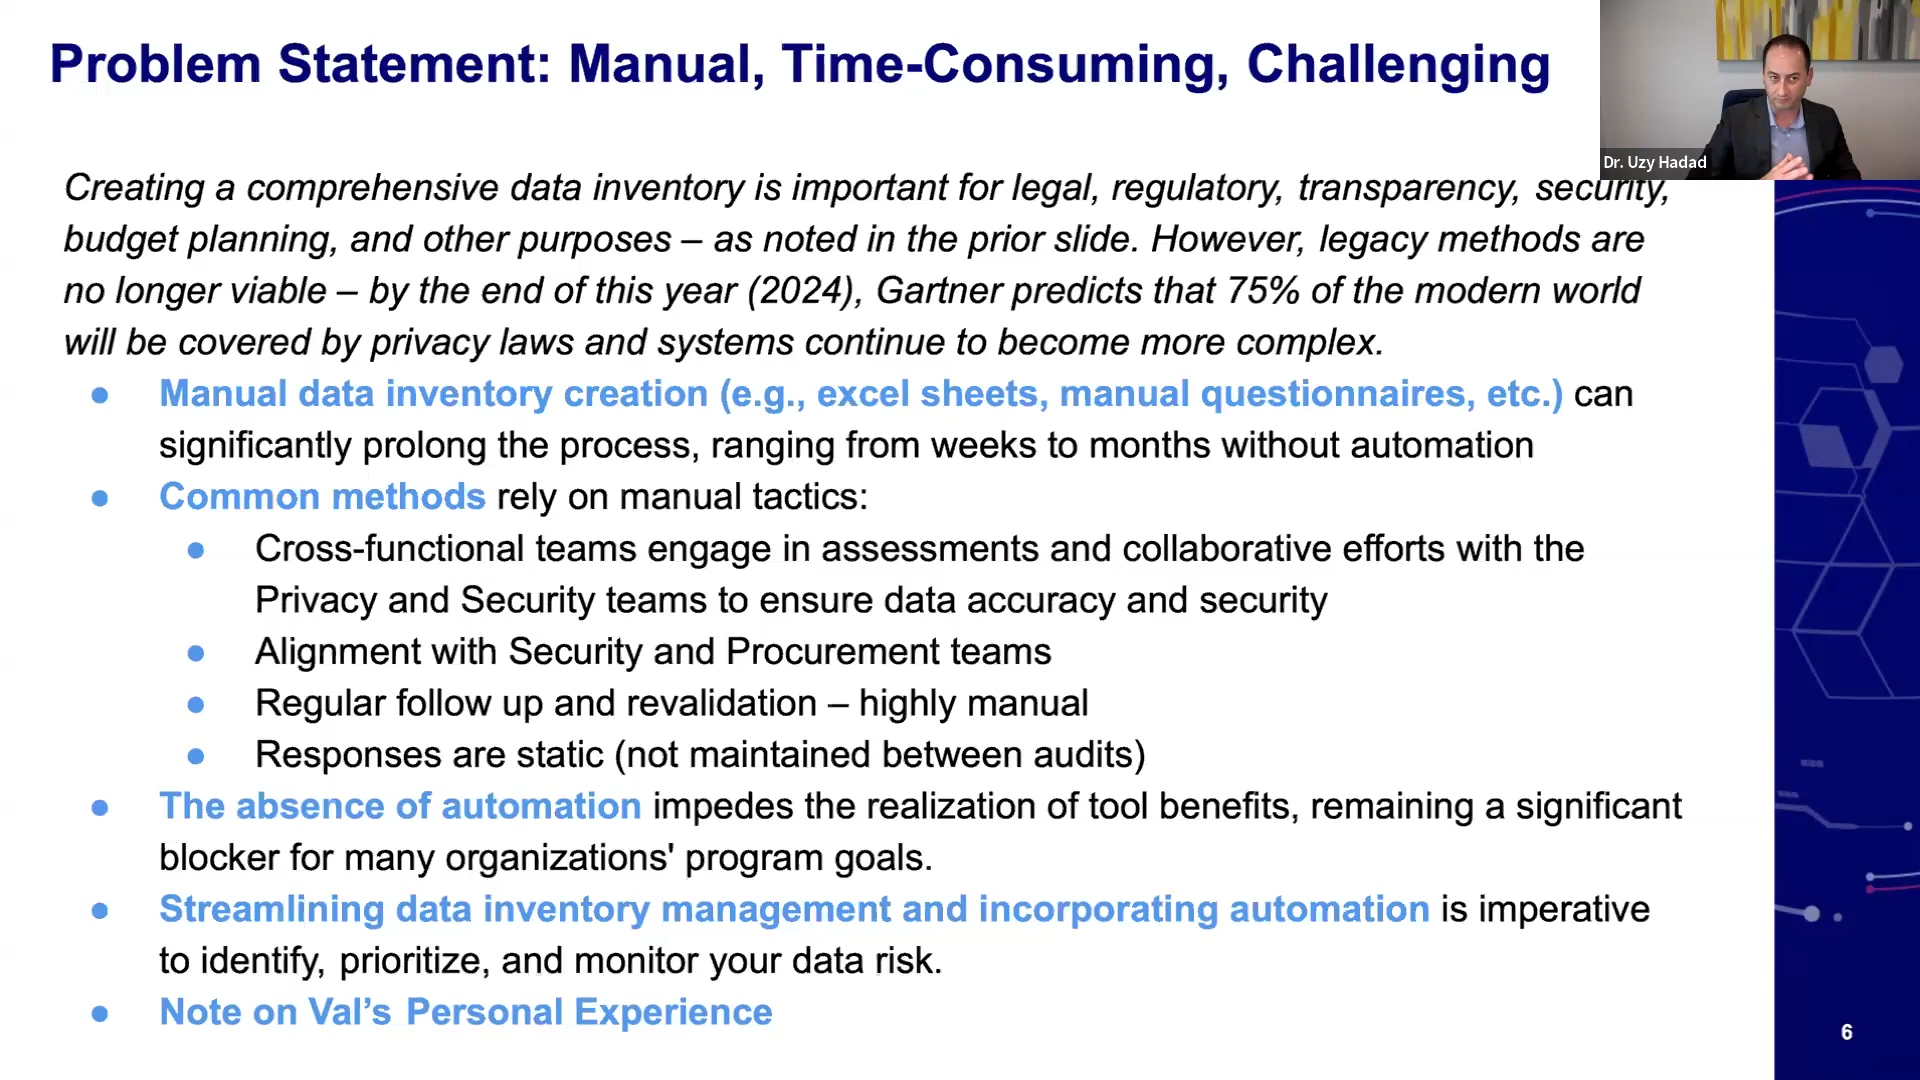 Problem Statement: Manual, Time-Consuming, Challenging
Dr. Uzy Hadad
Creating a comprehensive data inventory is important for legal, regulatory, transparency, security,
budget planning, and other purposes – as noted in the prior slide. However, legacy methods are
no longer viable – by the end of this year (2024), Gartner predicts that 75% of the modern world
will be covered by privacy laws and systems continue to become more complex.
● Manual data inventory creation (e.g., excel sheets, manual questionnaires, etc.) can
significantly prolong the process, ranging from weeks to months without automation
● Common methods rely on manual tactics:
● Cross-functional teams engage in assessments and collaborative efforts with the
Privacy and Security teams to ensure data accuracy and security
● Alignment with Security and Procurement teams
● Regular follow up and revalidation – highly manual
● Responses are static (not maintained between audits)
● The absence of automation impedes the realization of tool benefits, remaining a significant
blocker for many organizations' program goals.
● Streamlining data inventory management and incorporating automation is imperative
to identify, prioritize, and monitor your data risk.
● Note on Val’s Personal Experience
6